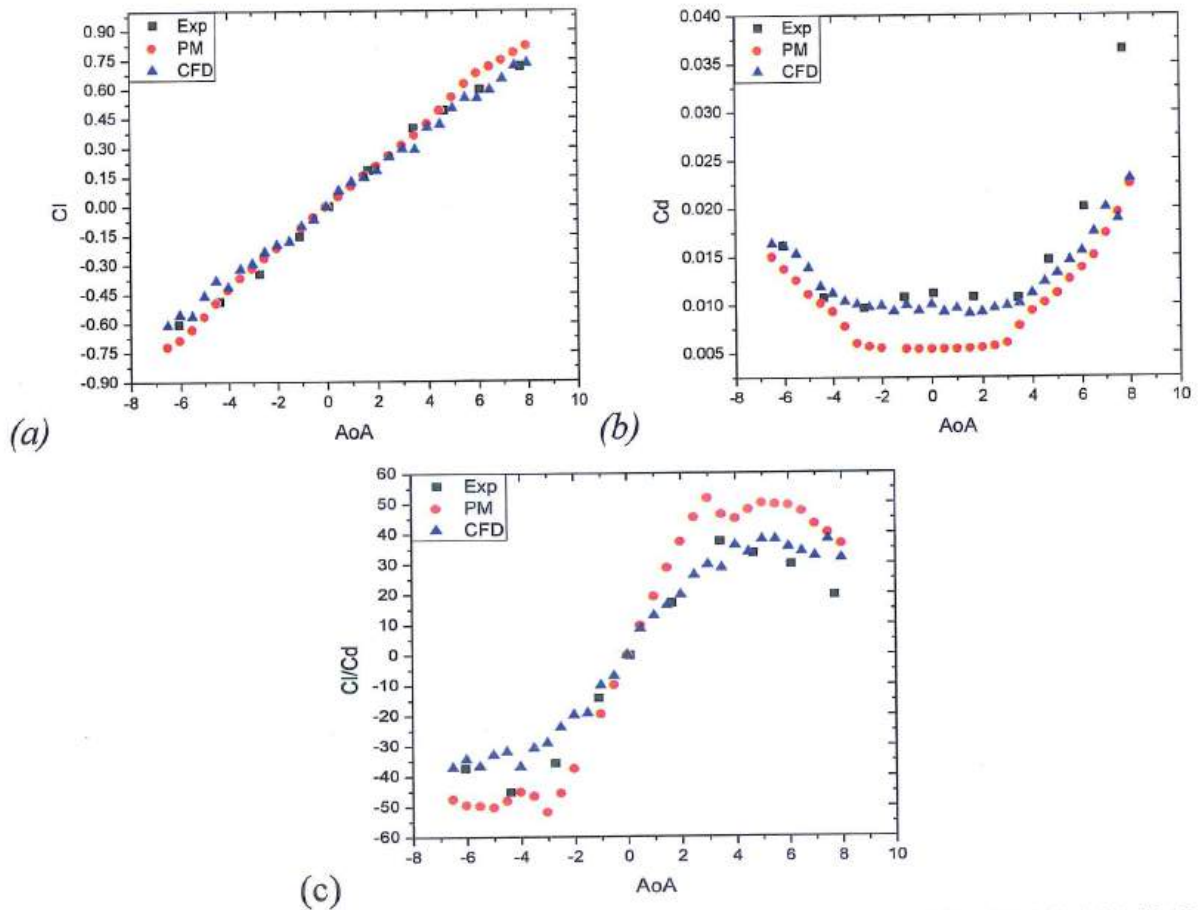 0.90
0.75
0.60
0.45
0.30
0.15
0.00
-0.15
-0.30
-0.45
-0.60
-0.75
-0.90
Cl
Exp
PM
CFD
-8 -6 -4 -2 0 2 4 6 8 10
AoA
(a)
0.040
0.035
0.030
0.025
0.020
0.015
0.010
0.005
Cd
Exp
PM
CFD
-8 -6 -4 -2 0 2 4 6 8 10
AoA
(b)
60
50
40
30
20
10
0
-10
-20
-30
-40
-50
-60
Cl/Cd
Exp
PM
CFD
-8 -6 -4 -2 0 2 4 6 8 10
AoA
(c)